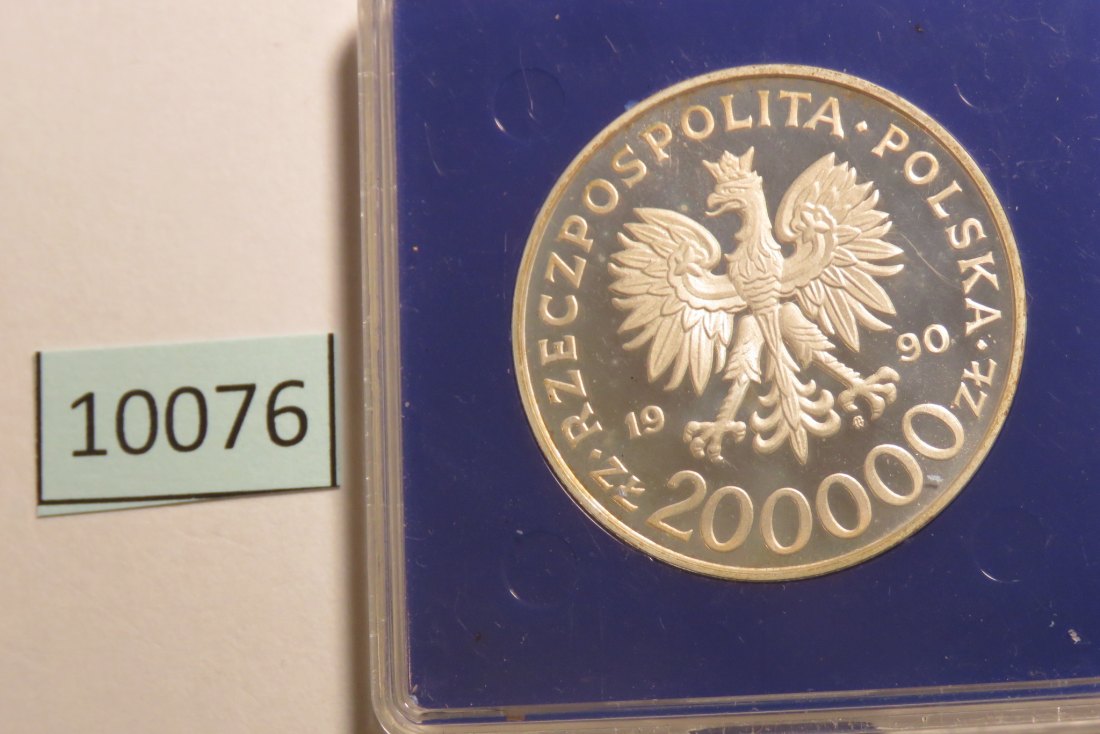 10076
ZŁ · RZECZPOSPOLITA · POLSKA · ZŁ
19 90
200000